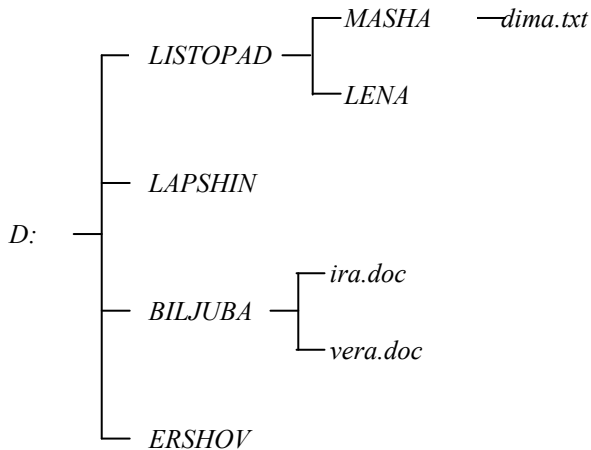 MASHA dima.txt
LISTOPAD
LENA
LAPSHIN
D:
ira.doc
BILJUBA
vera.doc
ERSHOV